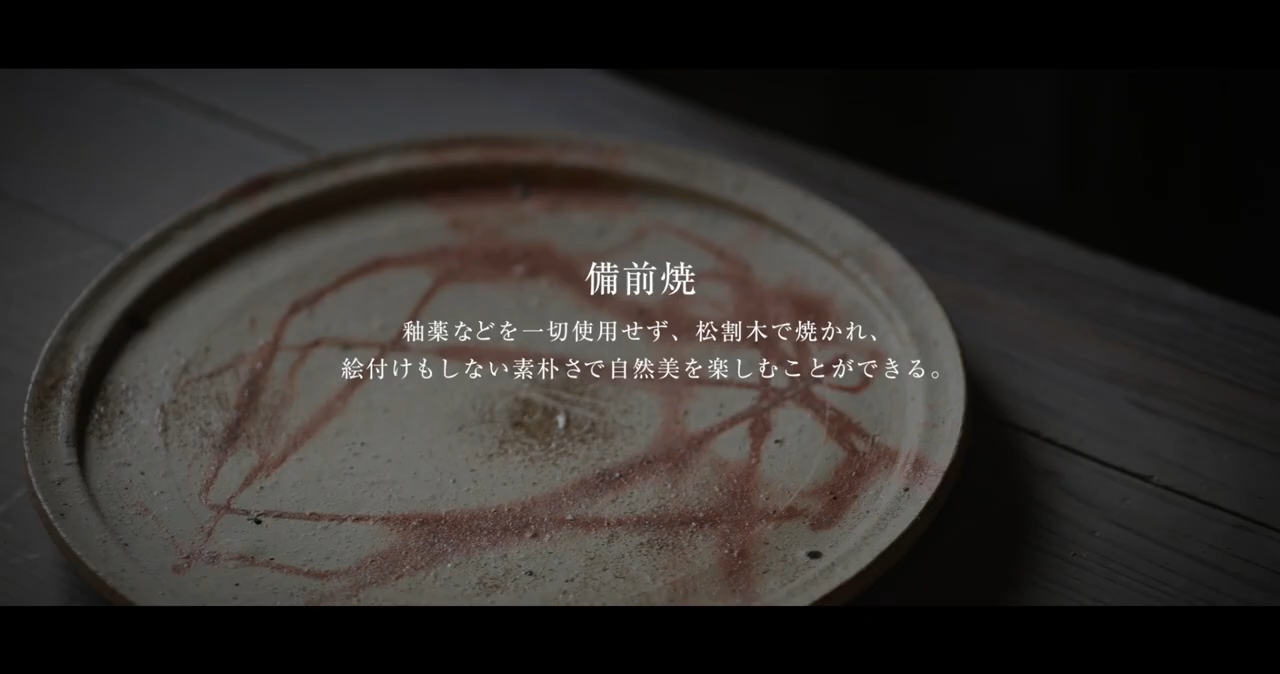 備前焼
釉薬などを一切使用せず、松割木で焼かれ、
絵付けもしない素朴さで自然美を楽しむことができる。